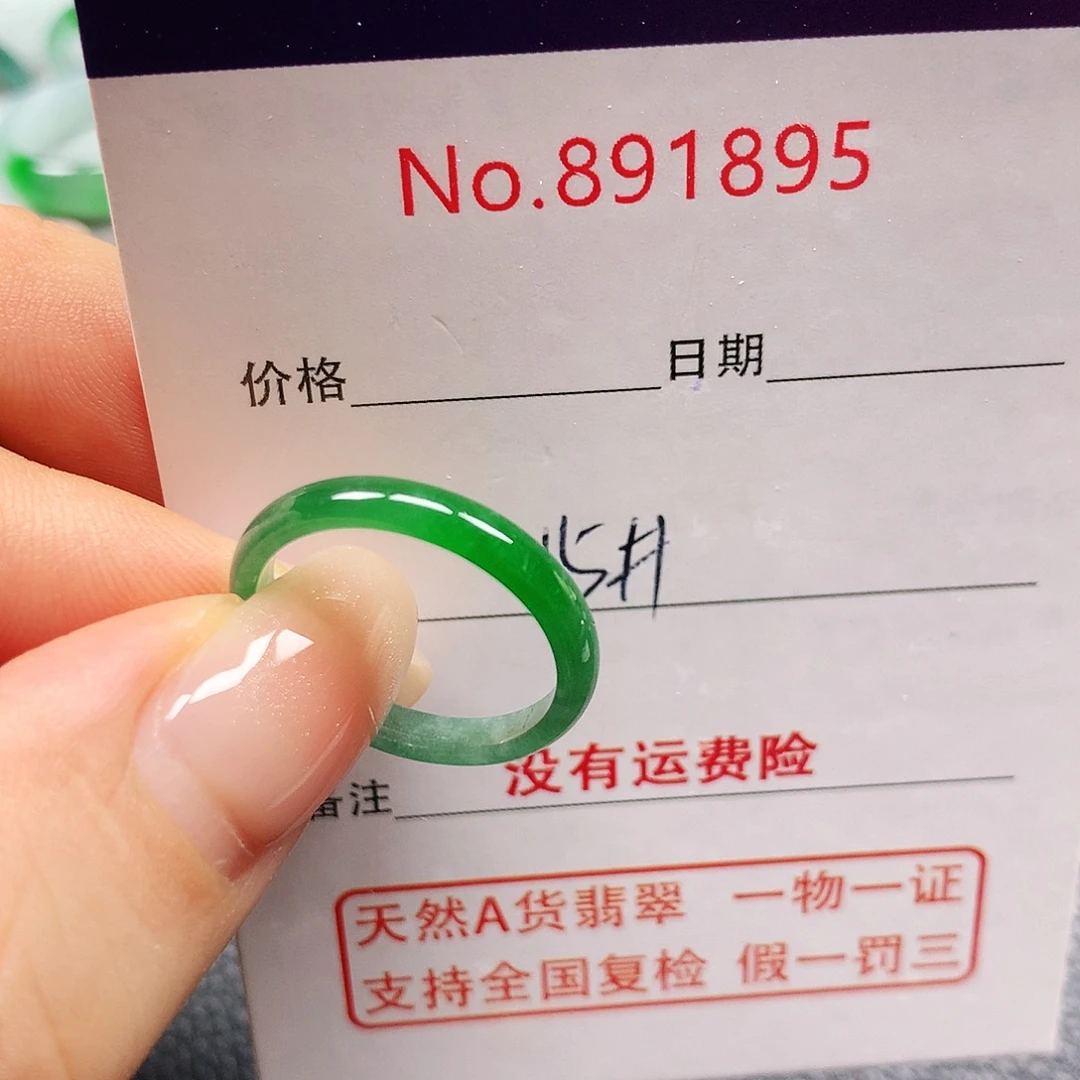 No.891895
价格 日期
15#
备注 没有运费险
天然A货翡翠 一物一证
支持全国复检 假一罚三